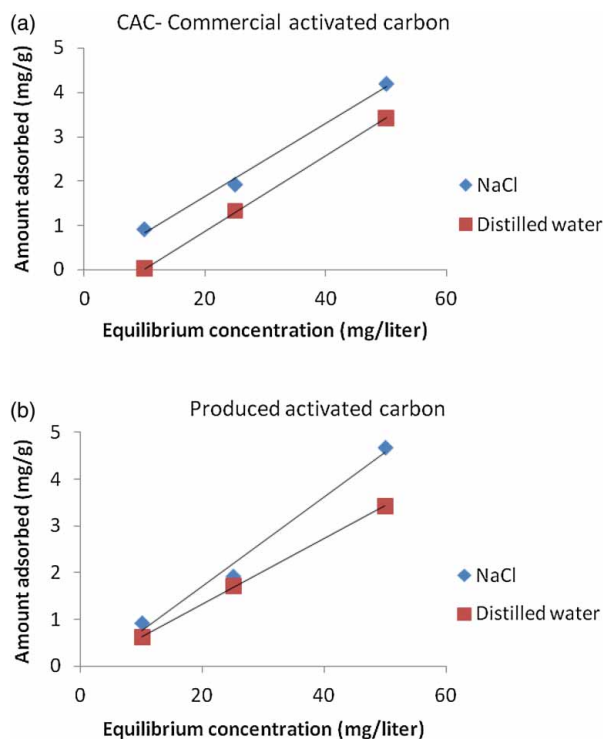 (a)
CAC- Commercial activated carbon
Amount adsorbed (mg/g)
5
4
3
2
1
0
0 20 40 60
Equilibrium concentration (mg/liter)
NaCl
Distilled water
(b)
Produced activated carbon
Amount adsorbed (mg/g)
5
4
3
2
1
0
0 20 40 60
Equilibrium concentration (mg/liter)
NaCl
Distilled water